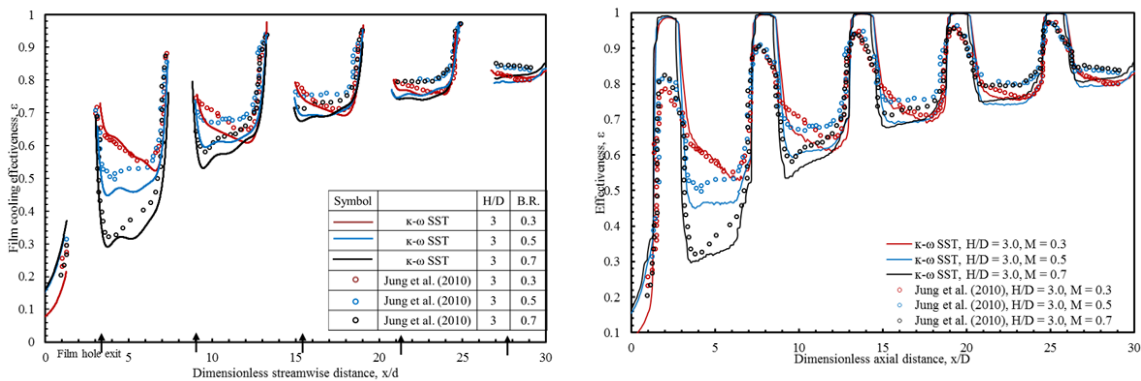 1
0.9
0.8
0.7
0.6
0.5
0.4
0.3
0.2
0.1
0
Film cooling effectiveness, ε
Symbol H/D B.R.
κ-ω SST 3 0.3
κ-ω SST 3 0.5
κ-ω SST 3 0.7
Jung et al. (2010) 3 0.3
Jung et al. (2010) 3 0.5
Jung et al. (2010) 3 0.7
Film hole exit
0 5 10 15 20 25 30
Dimensionless streamwise distance, x/d
1
0.9
0.8
0.7
0.6
0.5
0.4
0.3
0.2
0.1
Effectiveness, ε
κ-ω SST, H/D = 3.0, M = 0.3
κ-ω SST, H/D = 3.0, M = 0.5
κ-ω SST, H/D = 3.0, M = 0.7
Jung et al. (2010), H/D = 3.0, M = 0.3
Jung et al. (2010), H/D = 3.0, M = 0.5
Jung et al. (2010), H/D = 3.0, M = 0.7
0 5 10 15 20 25 30
Dimensionless axial distance, x/D